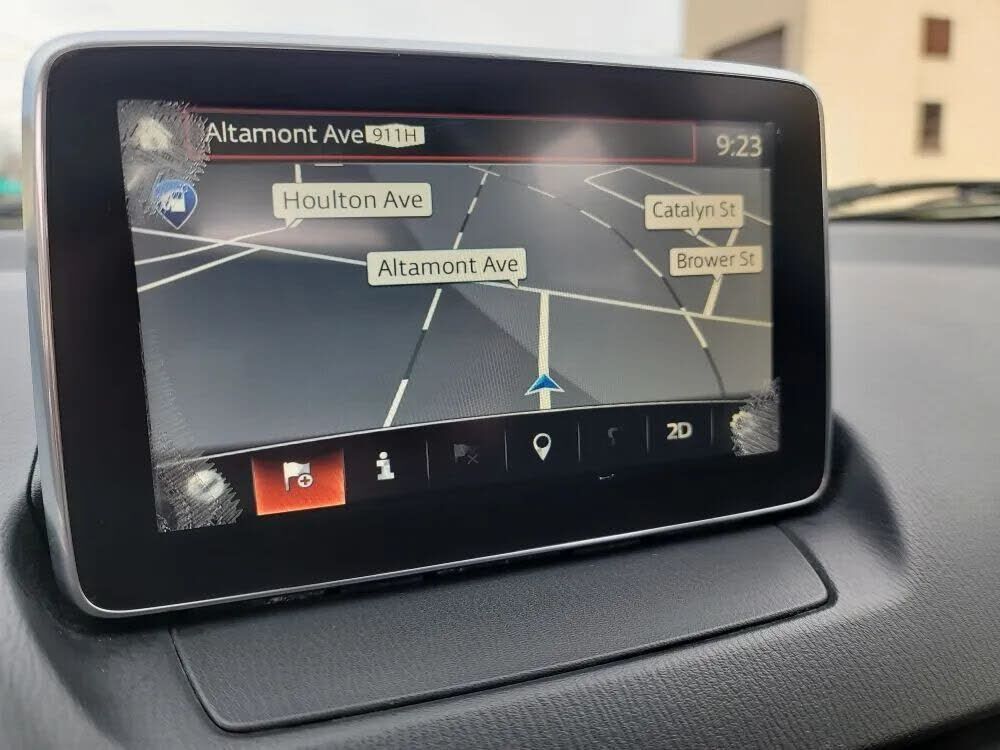 Altamont Ave 911H
9:23
Houlton Ave
Catalyn St
Altamont Ave
Brower St
2D